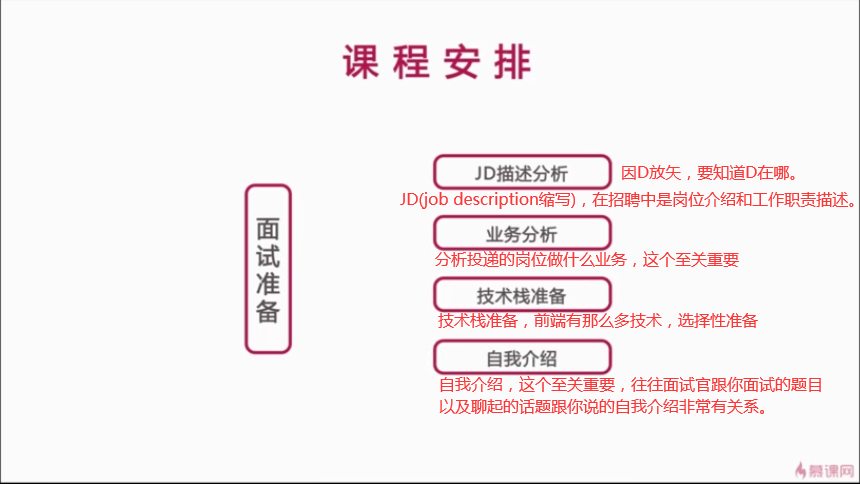 课程安排
面试准备
JD描述分析
因D放矢，要知道D在哪。
JD(job description缩写)，在招聘中是岗位介绍和工作职责描述。
业务分析
分析投递的岗位做什么业务，这个至关重要
技术栈准备
技术栈准备，前端有那么多技术，选择性准备
自我介绍
自我介绍，这个至关重要，往往面试官跟你面试的题目
以及聊起的话题跟你说的自我介绍非常有关系。
慕课网